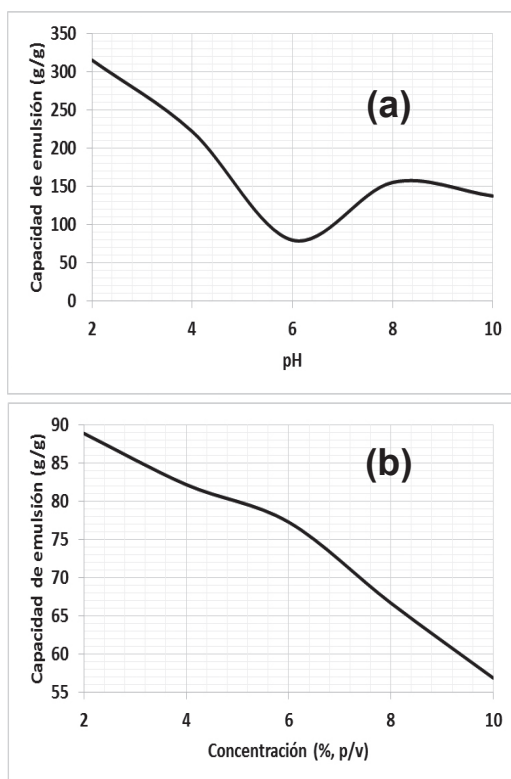 Capacidad de emulsión (g/g)
350
300
250
200
150
100
50
0
(a)
2 4 6 8 10
pH
Capacidad de emulsión (g/g)
90
85
80
75
70
65
60
55
(b)
2 4 6 8 10
Concentración (%, p/v)